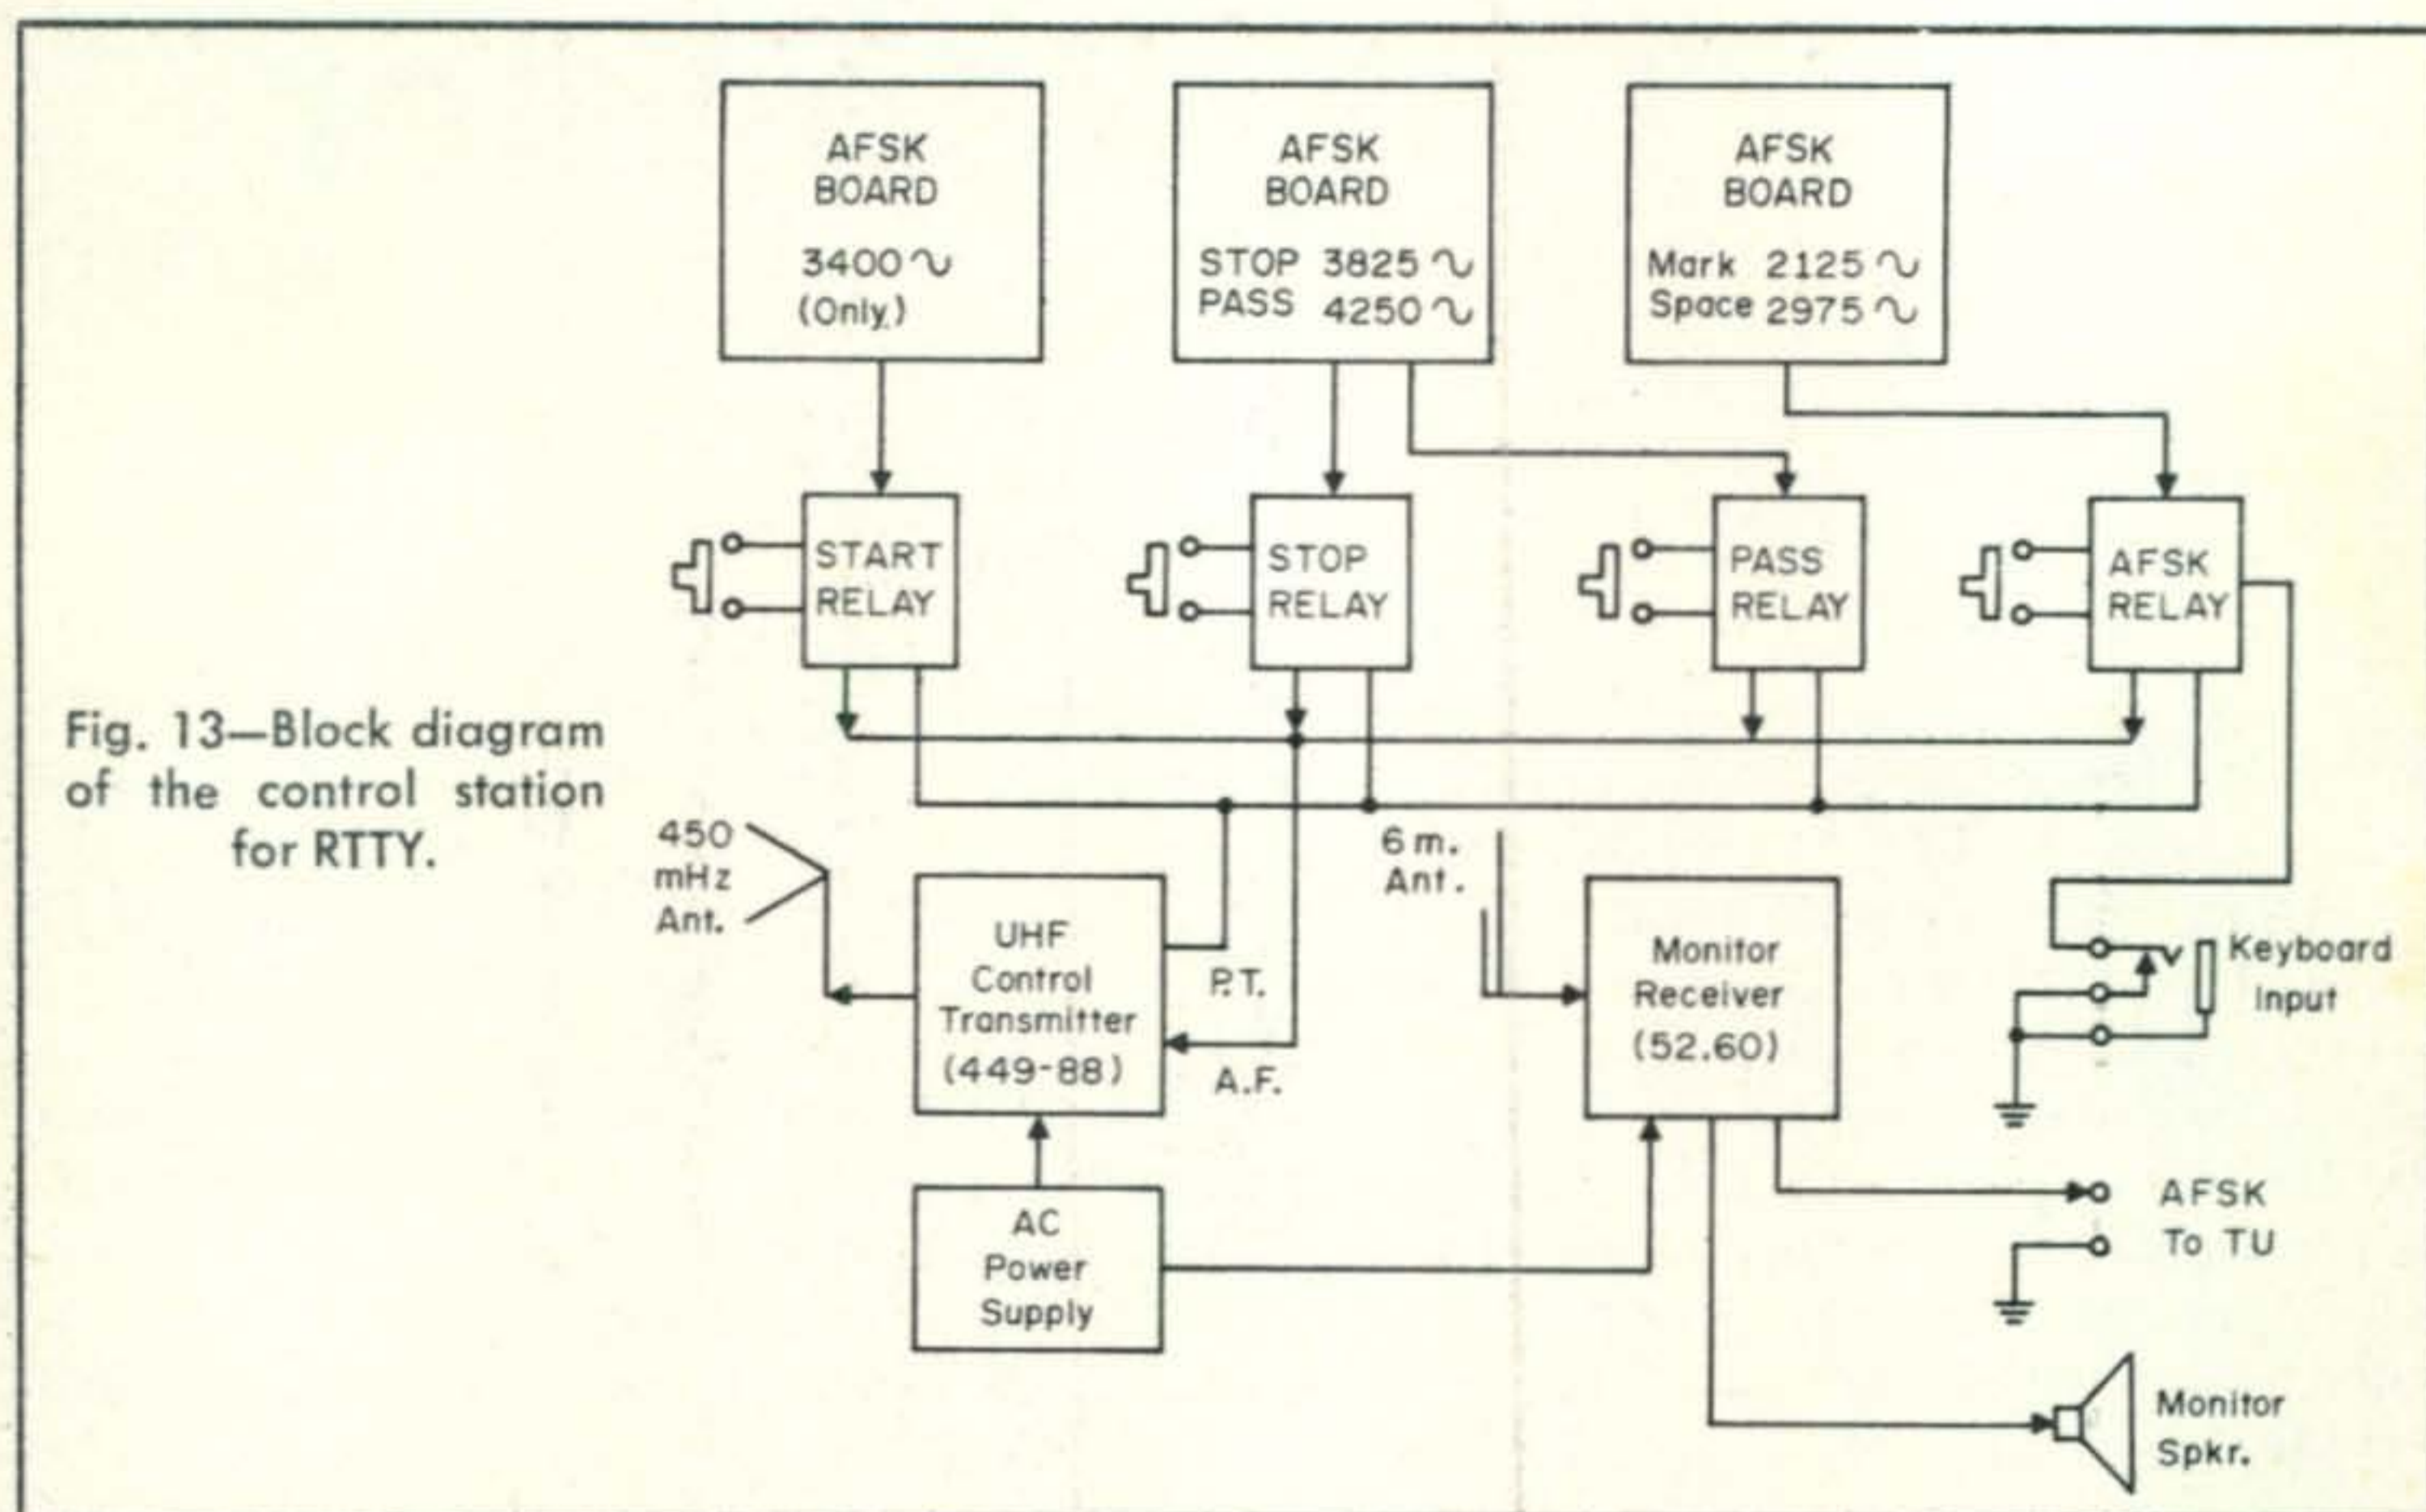 AFSK
BOARD
3400∿
(Only)
AFSK
BOARD
STOP 3825∿
PASS 4250∿
AFSK
BOARD
Mark 2125∿
Space 2975∿
START
RELAY
STOP
RELAY
PASS
RELAY
AFSK
RELAY
Fig. 13—Block diagram
of the control station
for RTTY.
450
mHz
Ant.
UHF
Control
Transmitter
(449-88)
P.T.
A.F.
6 m.
Ant.
Monitor
Receiver
(52.60)
Keyboard
Input
AC
Power
Supply
AFSK
To TU
Monitor
Spkr.